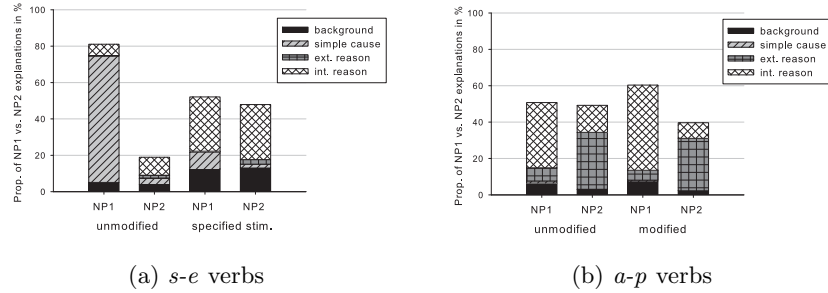 Prop. of NP1 vs. NP2 explanations in %
100
80
60
40
20
0
background
simple cause
ext. reason
int. reason
NP1 NP2 NP1 NP2
unmodified specified stim.
(a) s-e verbs
Prop. of NP1 vs. NP2 explanations in %
100
80
60
40
20
0
background
simple cause
ext. reason
int. reason
NP1 NP2 NP1 NP2
unmodified modified
(b) a-p verbs